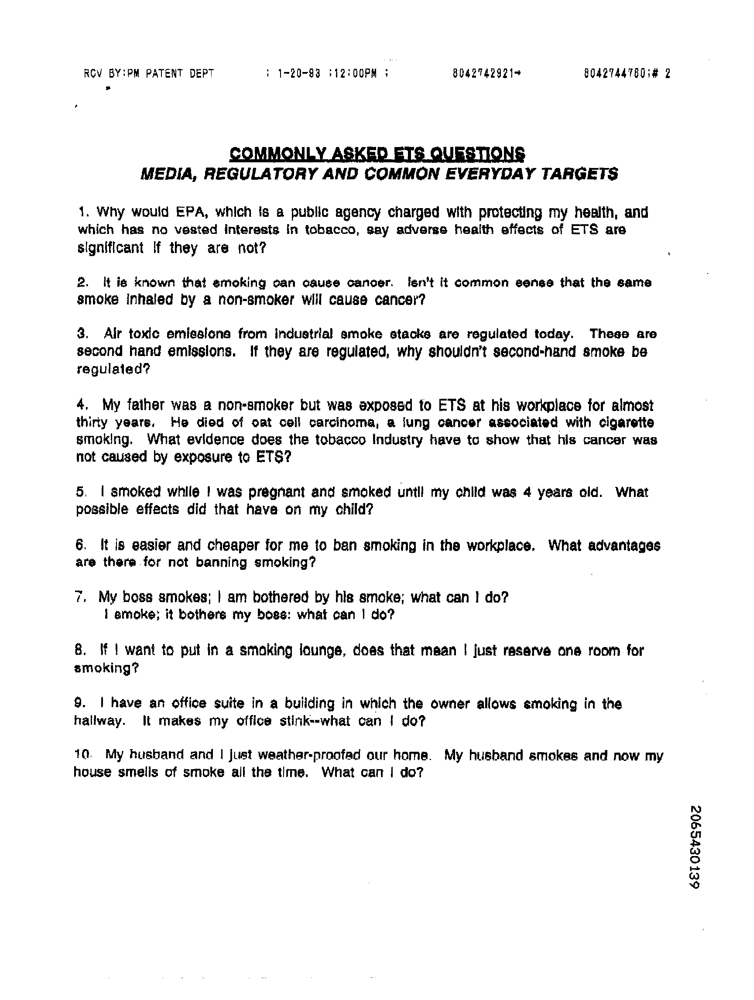 RCV BY:PM PATENT DEPT : 1-20-93 :12:00PM : 8042742921→ 8042744780;# 2
COMMONLY ASKED ETS QUESTIONS
MEDIA, REGULATORY AND COMMON EVERYDAY TARGETS
1. Why would EPA, which is a public agency charged with protecting my health, and
which has no vested interests in tobacco, say adverse health effects of ETS are
significant if they are not?
2. It is known that smoking can cause cancer. Isn't it common sense that the same
smoke inhaled by a non-smoker will cause cancer?
3. Air toxic emissions from industrial smoke stacks are regulated today. These are
second hand emissions. If they are regulated, why shouldn't second-hand smoke be
regulated?
4. My father was a non-smoker but was exposed to ETS at his workplace for almost
thirty years. He died of oat cell carcinoma, a lung cancer associated with cigarette
smoking. What evidence does the tobacco industry have to show that his cancer was
not caused by exposure to ETS?
5. I smoked while I was pregnant and smoked until my child was 4 years old. What
possible effects did that have on my child?
6. It is easier and cheaper for me to ban smoking in the workplace. What advantages
are there for not banning smoking?
7. My boss smokes; I am bothered by his smoke; what can I do?
I smoke; it bothers my boss: what can I do?
8. If I want to put in a smoking lounge, does that mean I just reserve one room for
smoking?
9. I have an office suite in a building in which the owner allows smoking in the
hallway. It makes my office stink--what can I do?
10. My husband and I just weather-proofed our home. My husband smokes and now my
house smells of smoke all the time. What can I do?
2065430139